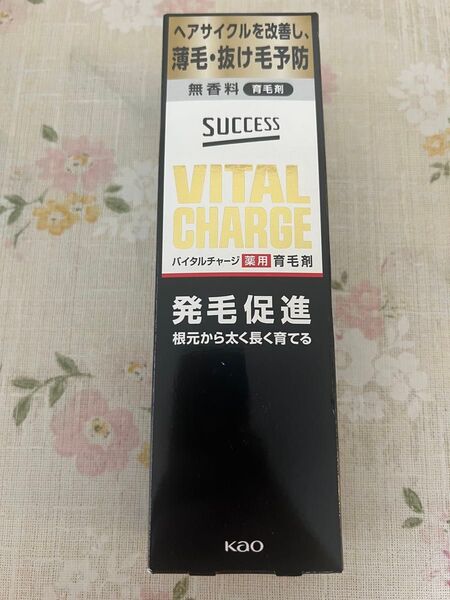 ヘアサイクルを改善し、
薄毛・抜け毛予防
無香料 育毛剤
SUCCESS
VITAL
CHARGE
バイタルチャージ 薬用 育毛剤
発毛促進
根元から太く長く育てる
Kao